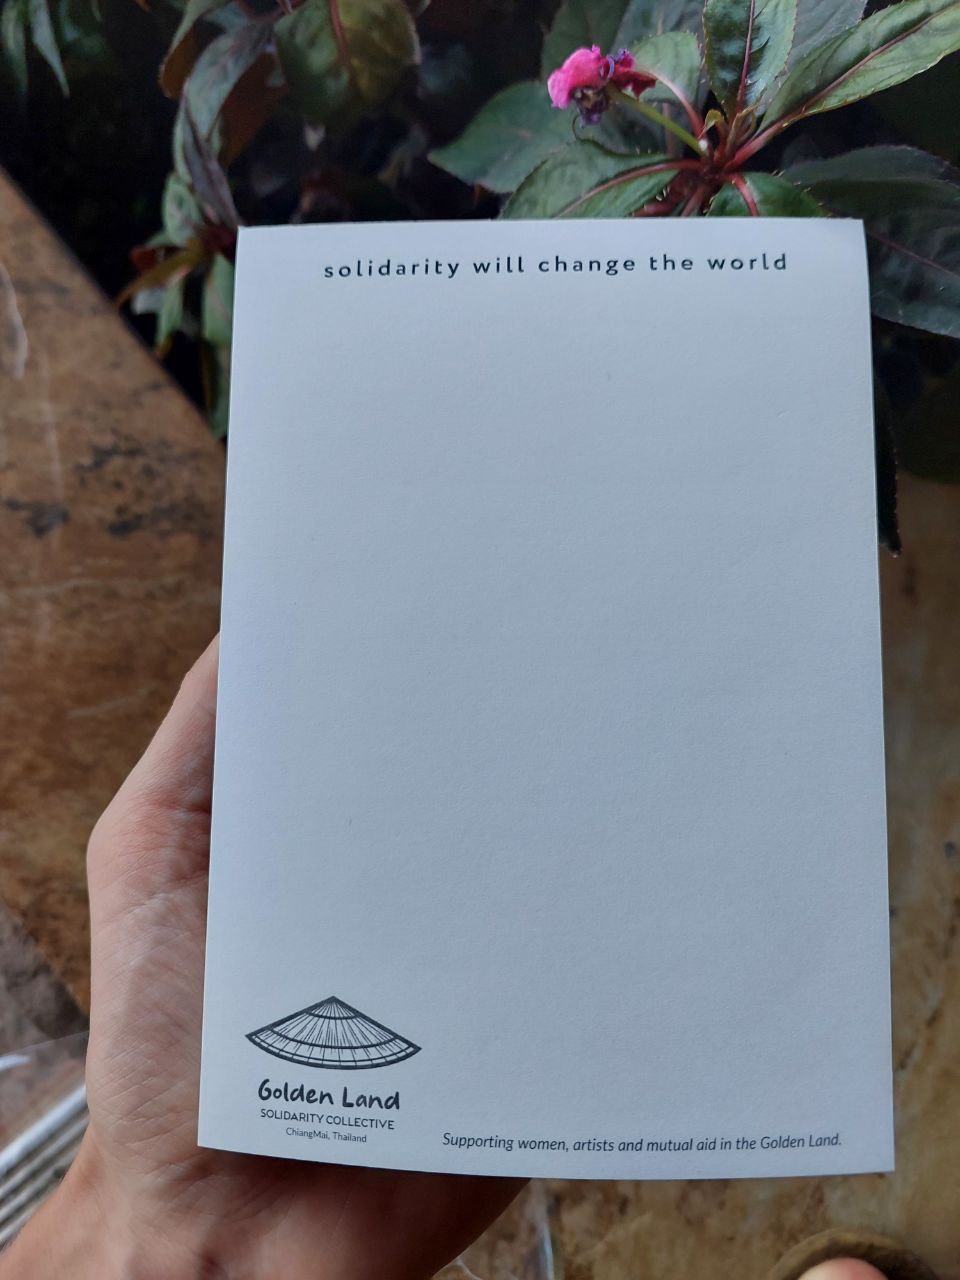 solidarity will change the world
Golden Land
SOLIDARITY COLLECTIVE
ChiangMai, Thailand
Supporting women, artists and mutual aid in the Golden Land.